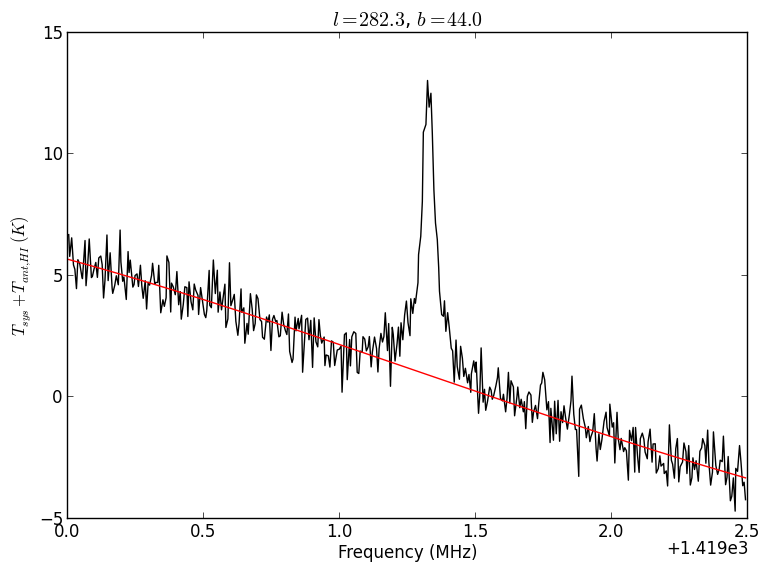 l=282.3, b=44.0
15
10
5
0
−5
T_sys+T_ant,HI (K)
0.0 0.5 1.0 1.5 2.0 2.5
Frequency (MHz)
+1.419e3